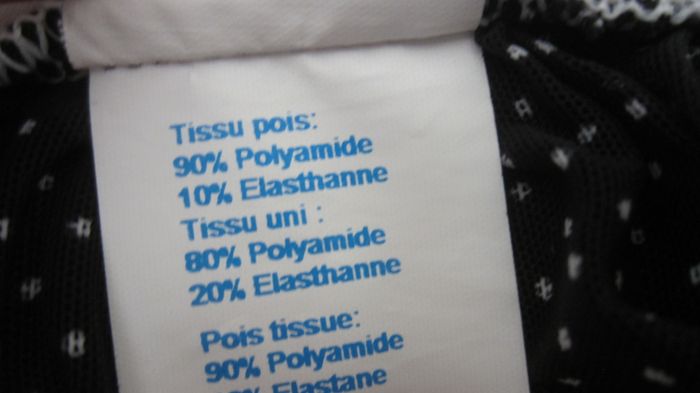 Tissu pois:
90% Polyamide
10% Elasthanne
Tissu uni :
80% Polyamide
20% Elasthanne
Pois tissue:
90% Polyamide
Elastane